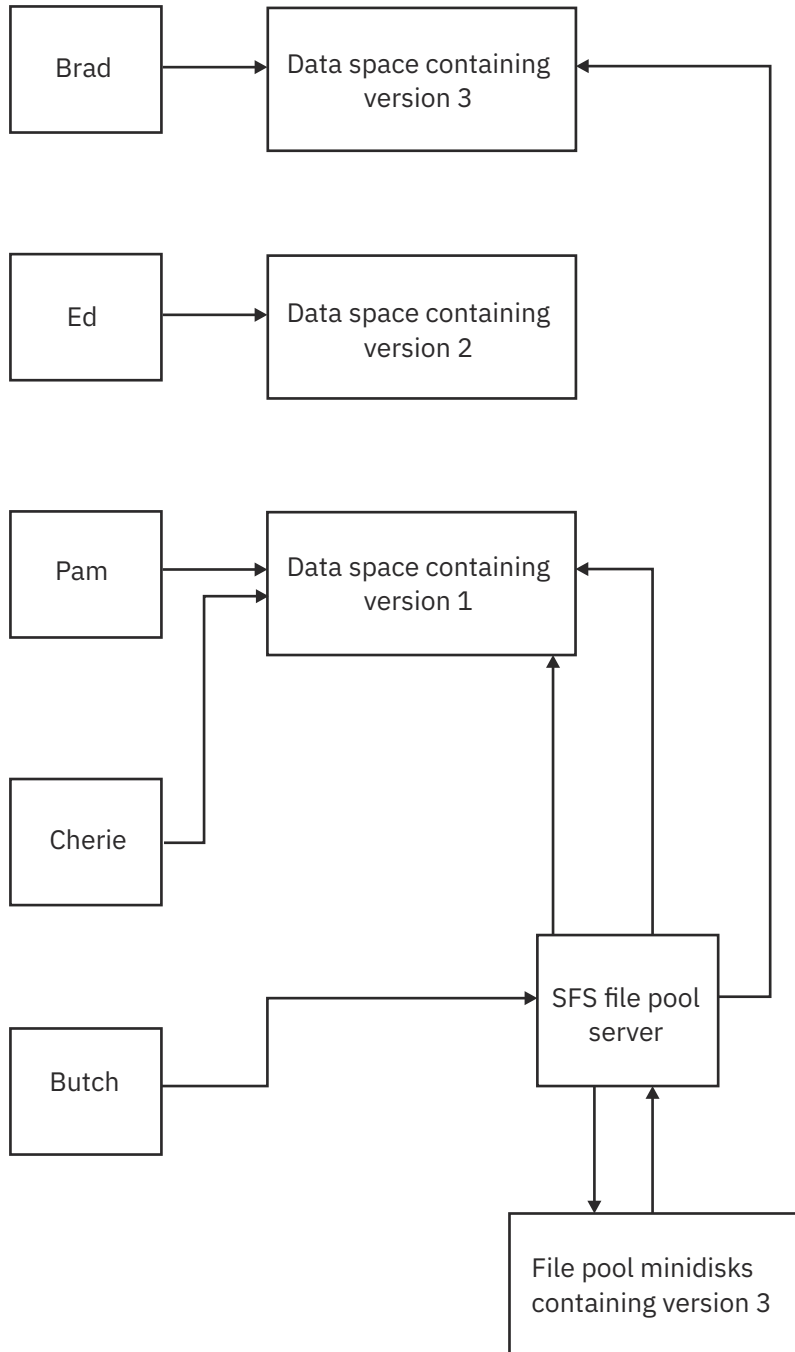 Brad
Data space containing
version 3
Ed
Data space containing
version 2
Pam
Data space containing
version 1
Cherie
SFS file pool
server
Butch
File pool minidisks
containing version 3